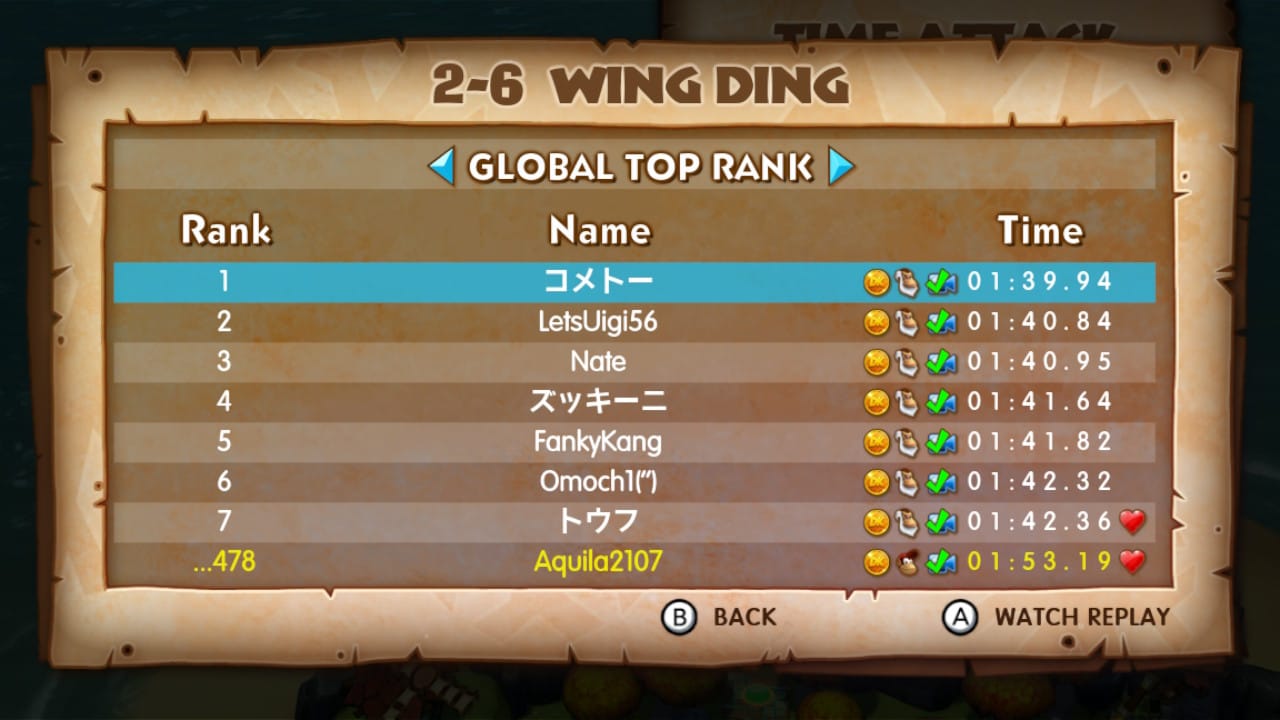 TIME ATTACK
2-6 WING DING
GLOBAL TOP RANK
Rank Name Time
1 コメトー 01:39.94
2 LetsUigi56 01:40.84
3 Nate 01:40.95
4 ズッキーニ 01:41.64
5 FankyKang 01:41.82
6 Omoch1(”) 01:42.32
7 トウフ 01:42.36
...478 Aquila2107 01:53.19
B BACK A WATCH REPLAY